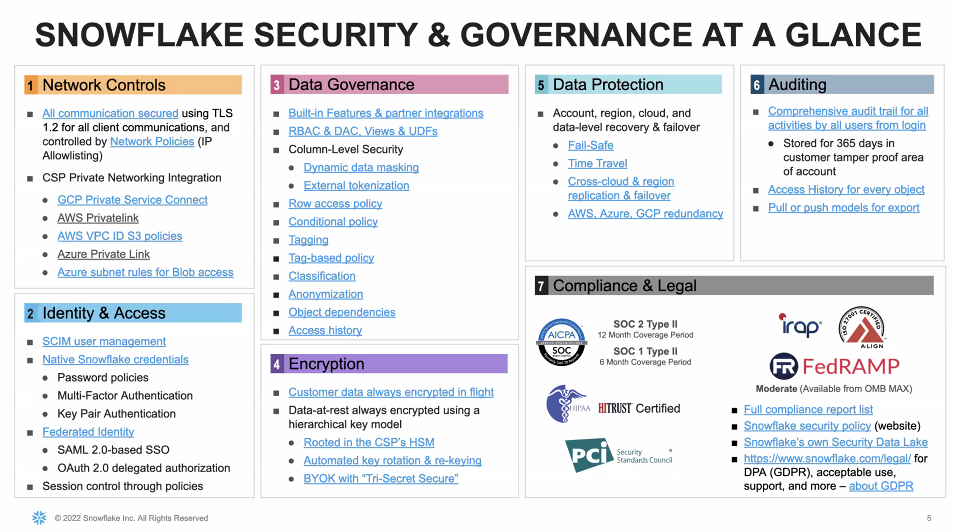 SNOWFLAKE SECURITY & GOVERNANCE AT A GLANCE
1 Network Controls
All communication secured using TLS
1.2 for all client communications, and
controlled by Network Policies (IP
Allowlisting)
CSP Private Networking Integration
GCP Private Service Connect
AWS Privatelink
AWS VPC ID S3 policies
Azure Private Link
Azure subnet rules for Blob access
2 Identity & Access
SCIM user management
Native Snowflake credentials
Password policies
Multi-Factor Authentication
Key Pair Authentication
Federated Identity
SAML 2.0-based SSO
OAuth 2.0 delegated authorization
Session control through policies
3 Data Governance
Built-in Features & partner integrations
RBAC & DAC, Views & UDFs
Column-Level Security
Dynamic data masking
External tokenization
Row access policy
Conditional policy
Tagging
Tag-based policy
Classification
Anonymization
Object dependencies
Access history
4 Encryption
Customer data always encrypted in flight
Data-at-rest always encrypted using a
hierarchical key model
Rooted in the CSP's HSM
Automated key rotation & re-keying
BYOK with “Tri-Secret Secure”
5 Data Protection
Account, region, cloud, and
data-level recovery & failover
Fail-Safe
Time Travel
Cross-cloud & region
replication & failover
AWS, Azure, GCP redundancy
6 Auditing
Comprehensive audit trail for all
activities by all users from login
Stored for 365 days in
customer tamper proof area
of account
Access History for every object
Pull or push models for export
7 Compliance & Legal
AICPA
SOC
SOC 2 Type II
12 Month Coverage Period
SOC 1 Type II
6 Month Coverage Period
HIPAA
HITRUST Certified
PCI Security
Standards Council
irap
ISO 27001 CERTIFIED
A-LIGN
FR FedRAMP
Moderate (Available from OMB MAX)
Full compliance report list
Snowflake security policy (website)
Snowflake's own Security Data Lake
https://www.snowflake.com/legal/ for
DPA (GDPR), acceptable use,
support, and more – about GDPR
© 2022 Snowflake Inc. All Rights Reserved
5